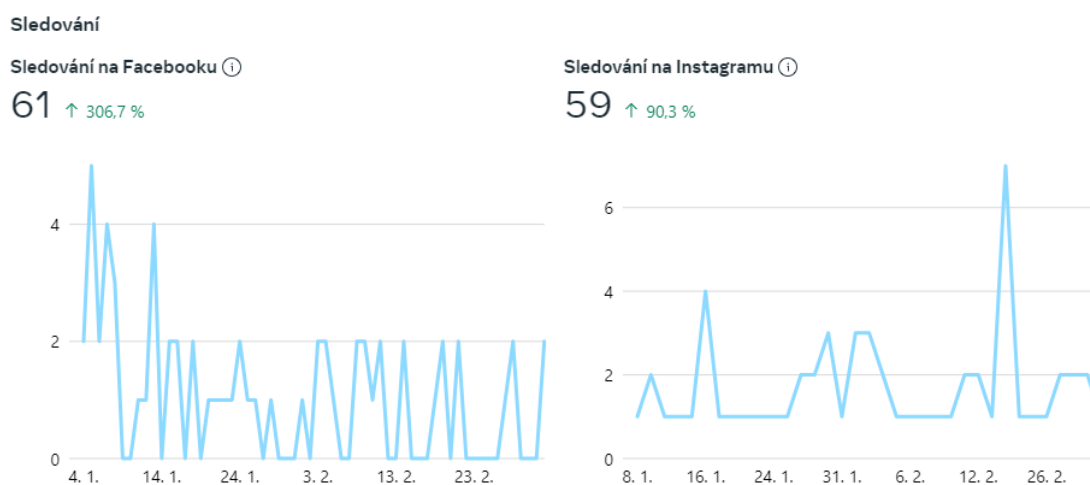 Sledování
Sledování na Facebooku
61 ↑ 306,7 %
4
2
0
4. 1. 14. 1. 24. 1. 3. 2. 13. 2. 23. 2.
Sledování na Instagramu
59 ↑ 90,3 %
6
4
2
0
8. 1. 16. 1. 24. 1. 31. 1. 6. 2. 12. 2. 26. 2.